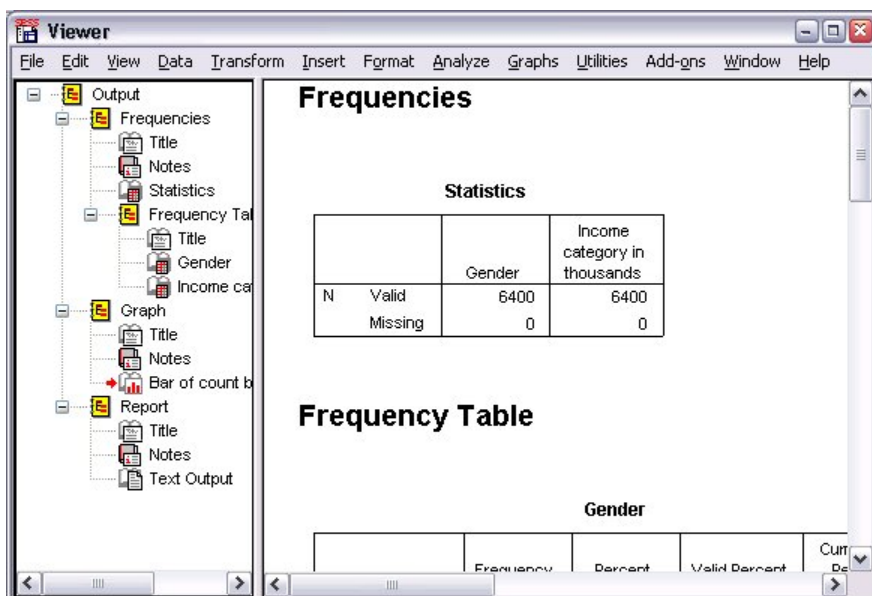 Viewer
File Edit View Data Transform Insert Format Analyze Graphs Utilities Add-ons Window Help
Output
Frequencies
Title
Notes
Statistics
Frequency Tal
Title
Gender
Income ca
Graph
Title
Notes
Bar of count b
Report
Title
Notes
Text Output
Frequencies
Statistics
Gender
Income
category in
thousands
N Valid 6400 6400
Missing 0 0
Frequency Table
Gender
Frequency Percent Valid Percent